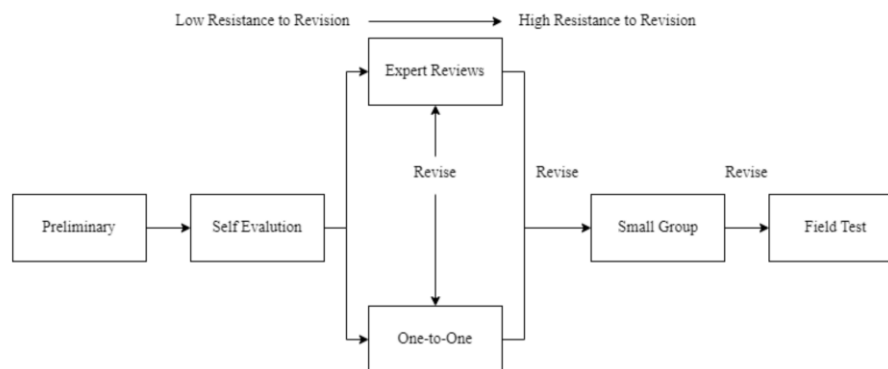 Low Resistance to Revision
High Resistance to Revision
Expert Reviews
Revise
Revise
Revise
Preliminary
Self Evalution
Small Group
Field Test
One-to-One